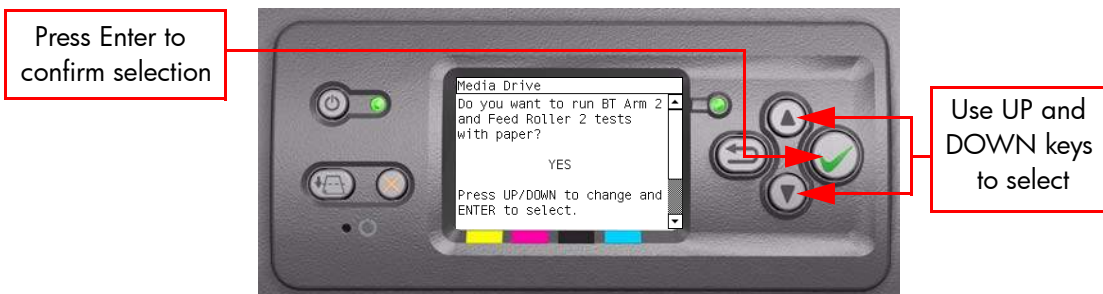 Press Enter to
confirm selection
Media Drive
Do you want to run BT Arm 2
and Feed Roller 2 tests
with paper?
YES
Press UP/DOWN to change and
ENTER to select.
Use UP and
DOWN keys
to select